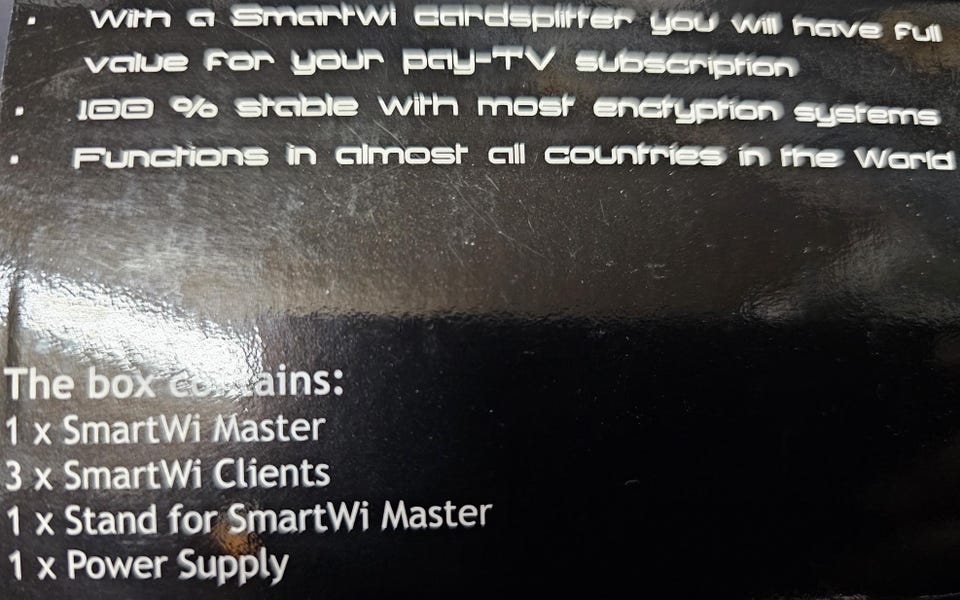 • With a SmartWi cardsplitter you will have full
value for your pay-TV subscription
• 100 % stable with most enctyption systems
• Functions in almost all countries in the World
The box contains:
1 x SmartWi Master
3 x SmartWi Clients
1 x Stand for SmartWi Master
1 x Power Supply